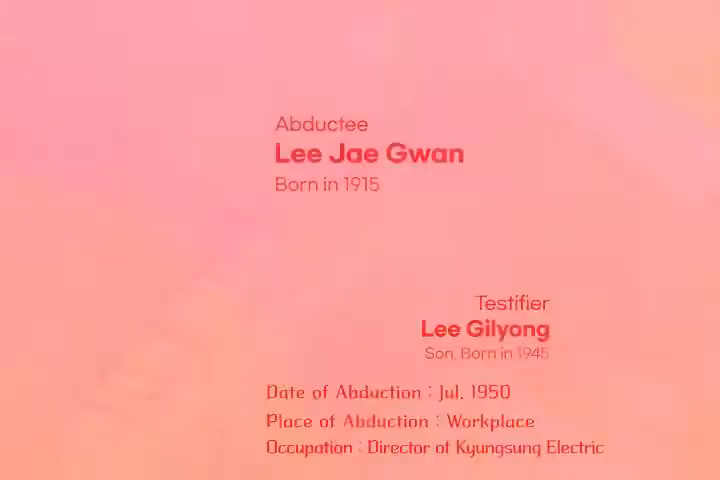 Abductee
Lee Jae Gwan
Born in 1915
Testifier
Lee Gilyong
Son, Born in 1945
Date of Abduction : Jul. 1950
Place of Abduction : Workplace
Occupation : Director of Kyungsung Electric